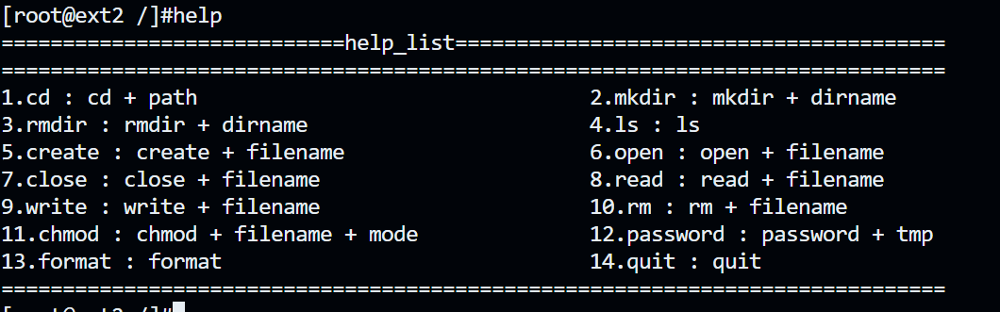 [root@ext2 /]#help
============================help_list========================================
=============================================================================
1.cd : cd + path                                2.mkdir : mkdir + dirname
3.rmdir : rmdir + dirname                       4.ls : ls
5.create : create + filename                    6.open : open + filename
7.close : close + filename                      8.read : read + filename
9.write : write + filename                      10.rm : rm + filename
11.chmod : chmod + filename + mode              12.password : password + tmp
13.format : format                              14.quit : quit
=============================================================================
[root@ext2 /]#